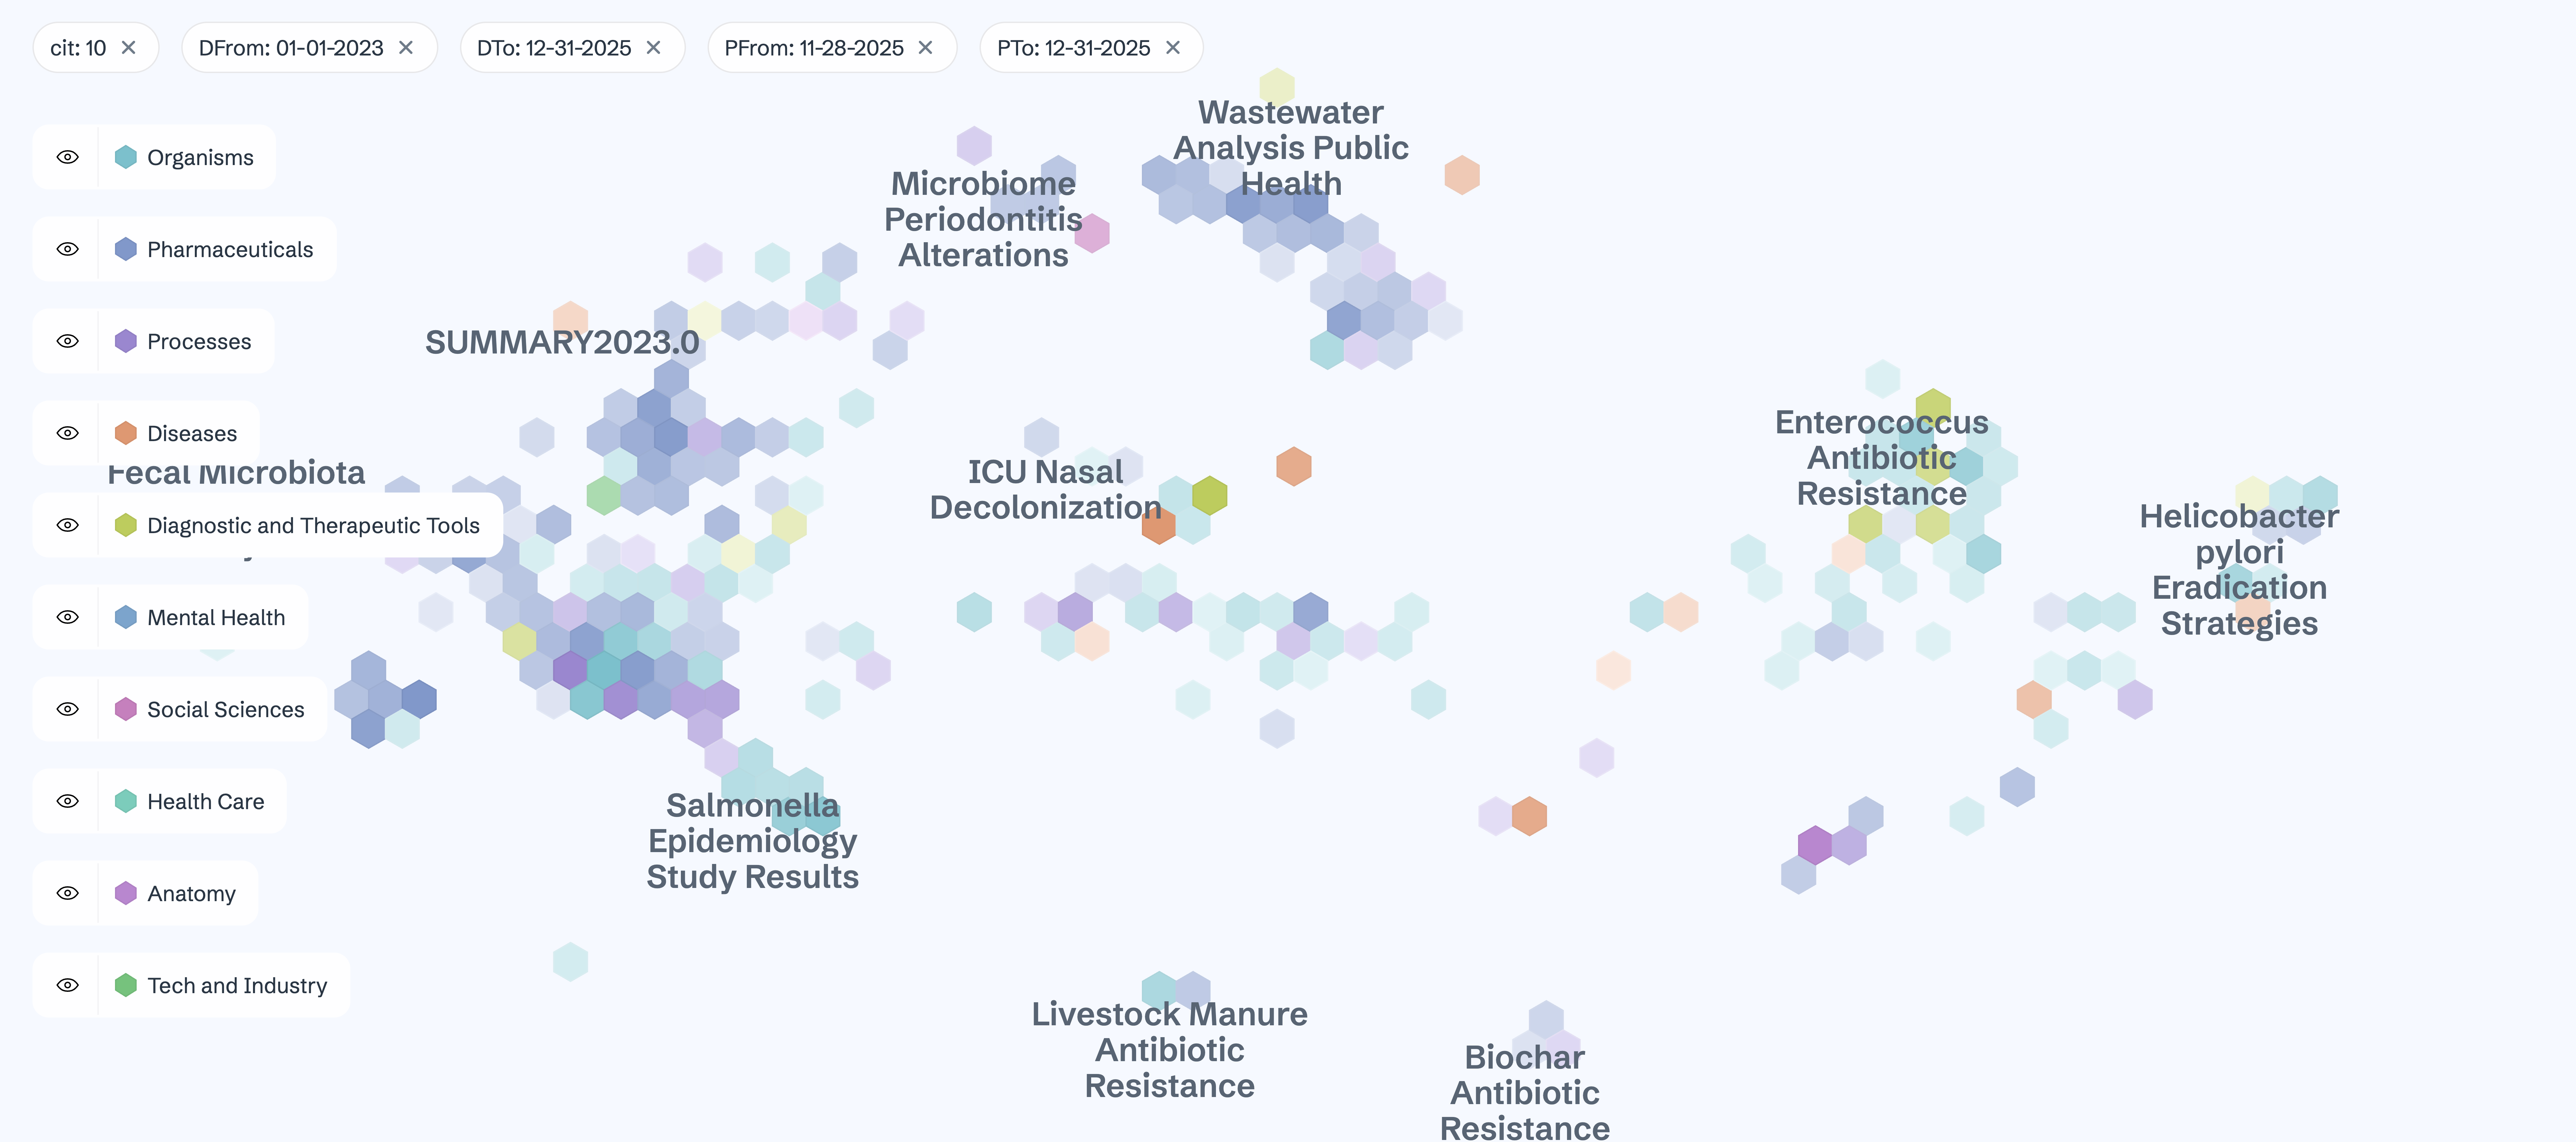 cit: 10 ✕
DFrom: 01-01-2023 ✕
DTo: 12-31-2025 ✕
PFrom: 11-28-2025 ✕
PTo: 12-31-2025 ✕
Organisms
Pharmaceuticals
Processes
Diseases
Diagnostic and Therapeutic Tools
Mental Health
Social Sciences
Health Care
Anatomy
Tech and Industry
Wastewater
Analysis Public
Health
Microbiome
Periodontitis
Alterations
SUMMARY2023.0
Fecal Microbiota
ICU Nasal
Decolonization
Enterococcus
Antibiotic
Resistance
Helicobacter
pylori
Eradication
Strategies
Salmonella
Epidemiology
Study Results
Livestock Manure
Antibiotic
Resistance
Biochar
Antibiotic
Resistance